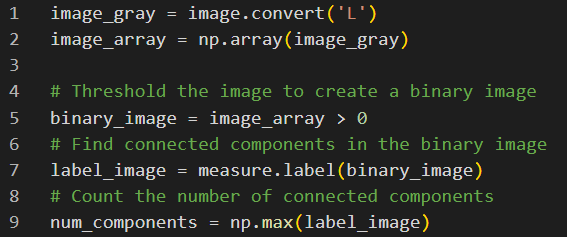 1 image_gray = image.convert('L')
2 image_array = np.array(image_gray)
3
4 # Threshold the image to create a binary image
5 binary_image = image_array > 0
6 # Find connected components in the binary image
7 label_image = measure.label(binary_image)
8 # Count the number of connected components
9 num_components = np.max(label_image)